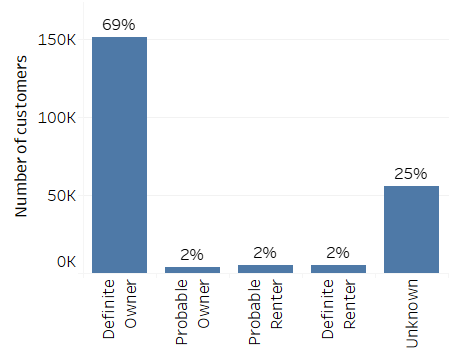 69%
150K
100K
50K
0K
Number of customers
2%
2%
2%
25%
Definite
Owner
Probable
Owner
Probable
Renter
Definite
Renter
Unknown